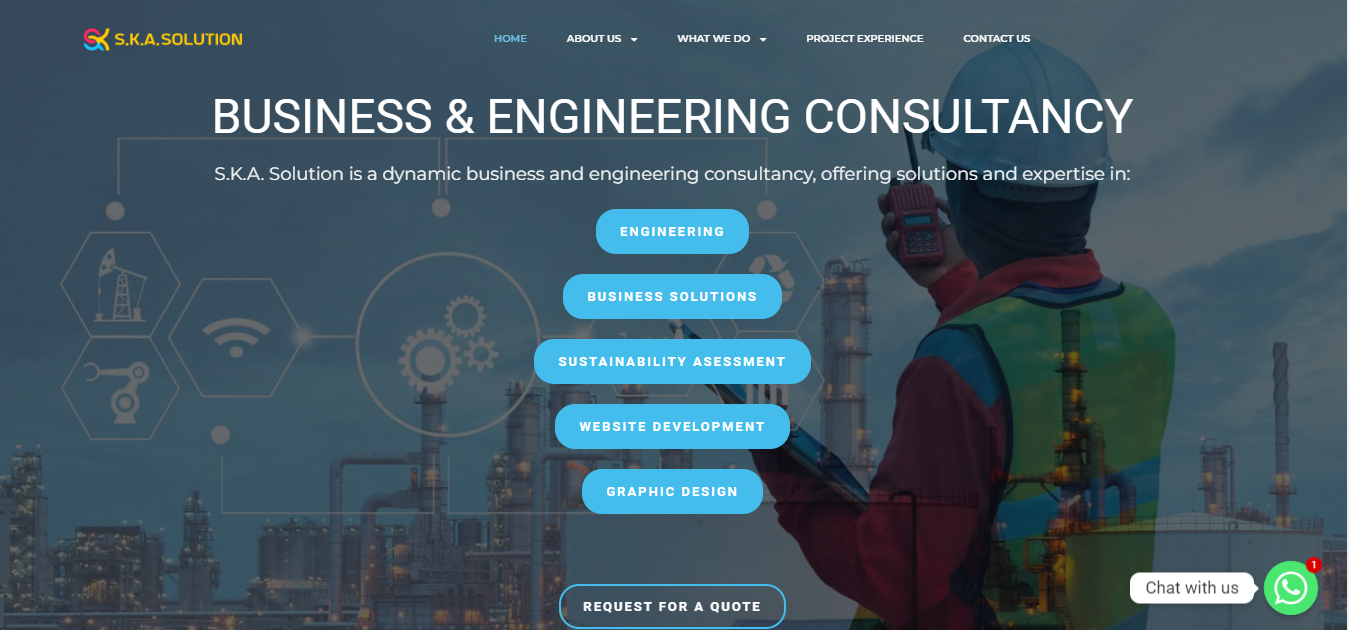 S.K.A.SOLUTION
HOME ABOUT US WHAT WE DO PROJECT EXPERIENCE CONTACT US
BUSINESS & ENGINEERING CONSULTANCY
S.K.A. Solution is a dynamic business and engineering consultancy, offering solutions and expertise in:
ENGINEERING
BUSINESS SOLUTIONS
SUSTAINABILITY ASESSMENT
WEBSITE DEVELOPMENT
GRAPHIC DESIGN
REQUEST FOR A QUOTE
Chat with us
1